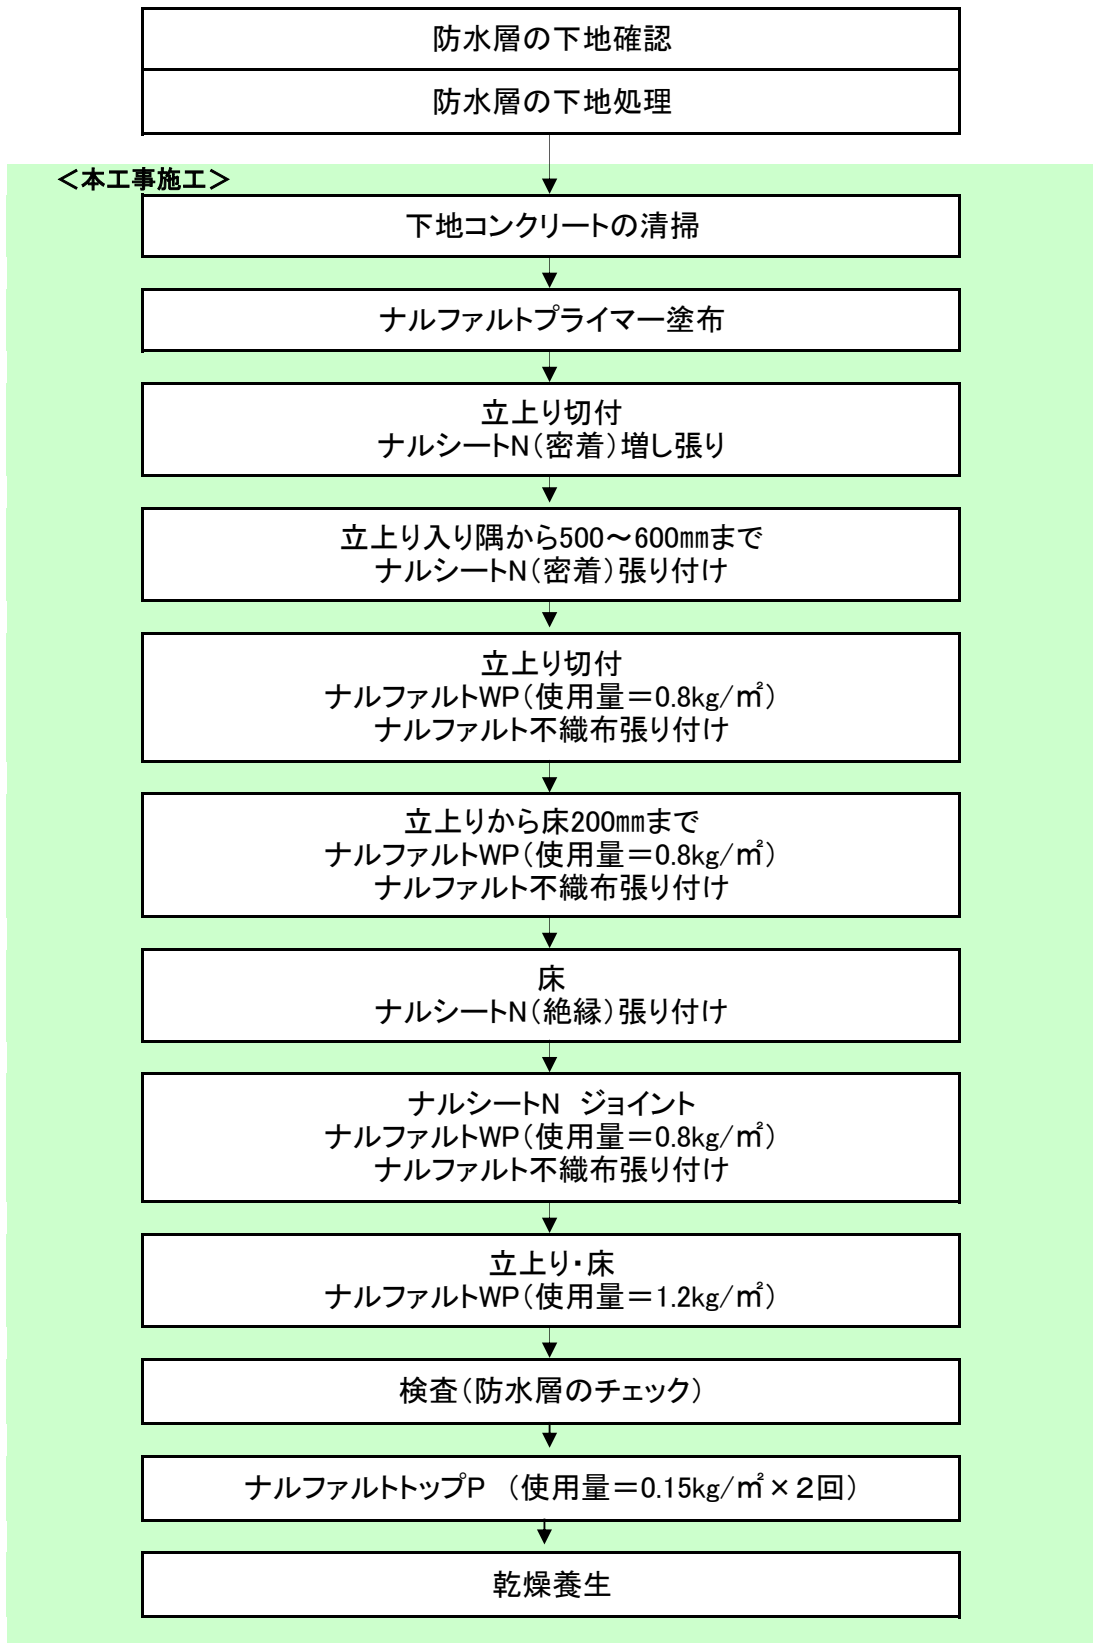 防水層の下地確認
防水層の下地処理
＜本工事施工＞
下地コンクリートの清掃
ナルファルトプライマー塗布
立上り切付
ナルシートN（密着）増し張り
立上り入り隅から500～600㎜まで
ナルシートN（密着）張り付け
立上り切付
ナルファルトWP（使用量＝0.8kg/㎡）
ナルファルト不織布張り付け
立上りから床200㎜まで
ナルファルトWP（使用量＝0.8kg/㎡）
ナルファルト不織布張り付け
床
ナルシートN（絶縁）張り付け
ナルシートN　ジョイント
ナルファルトWP（使用量＝0.8kg/㎡）
ナルファルト不織布張り付け
立上り・床
ナルファルトWP（使用量＝1.2kg/㎡）
検査（防水層のチェック）
ナルファルトトップP　（使用量＝0.15kg/㎡×２回）
乾燥養生